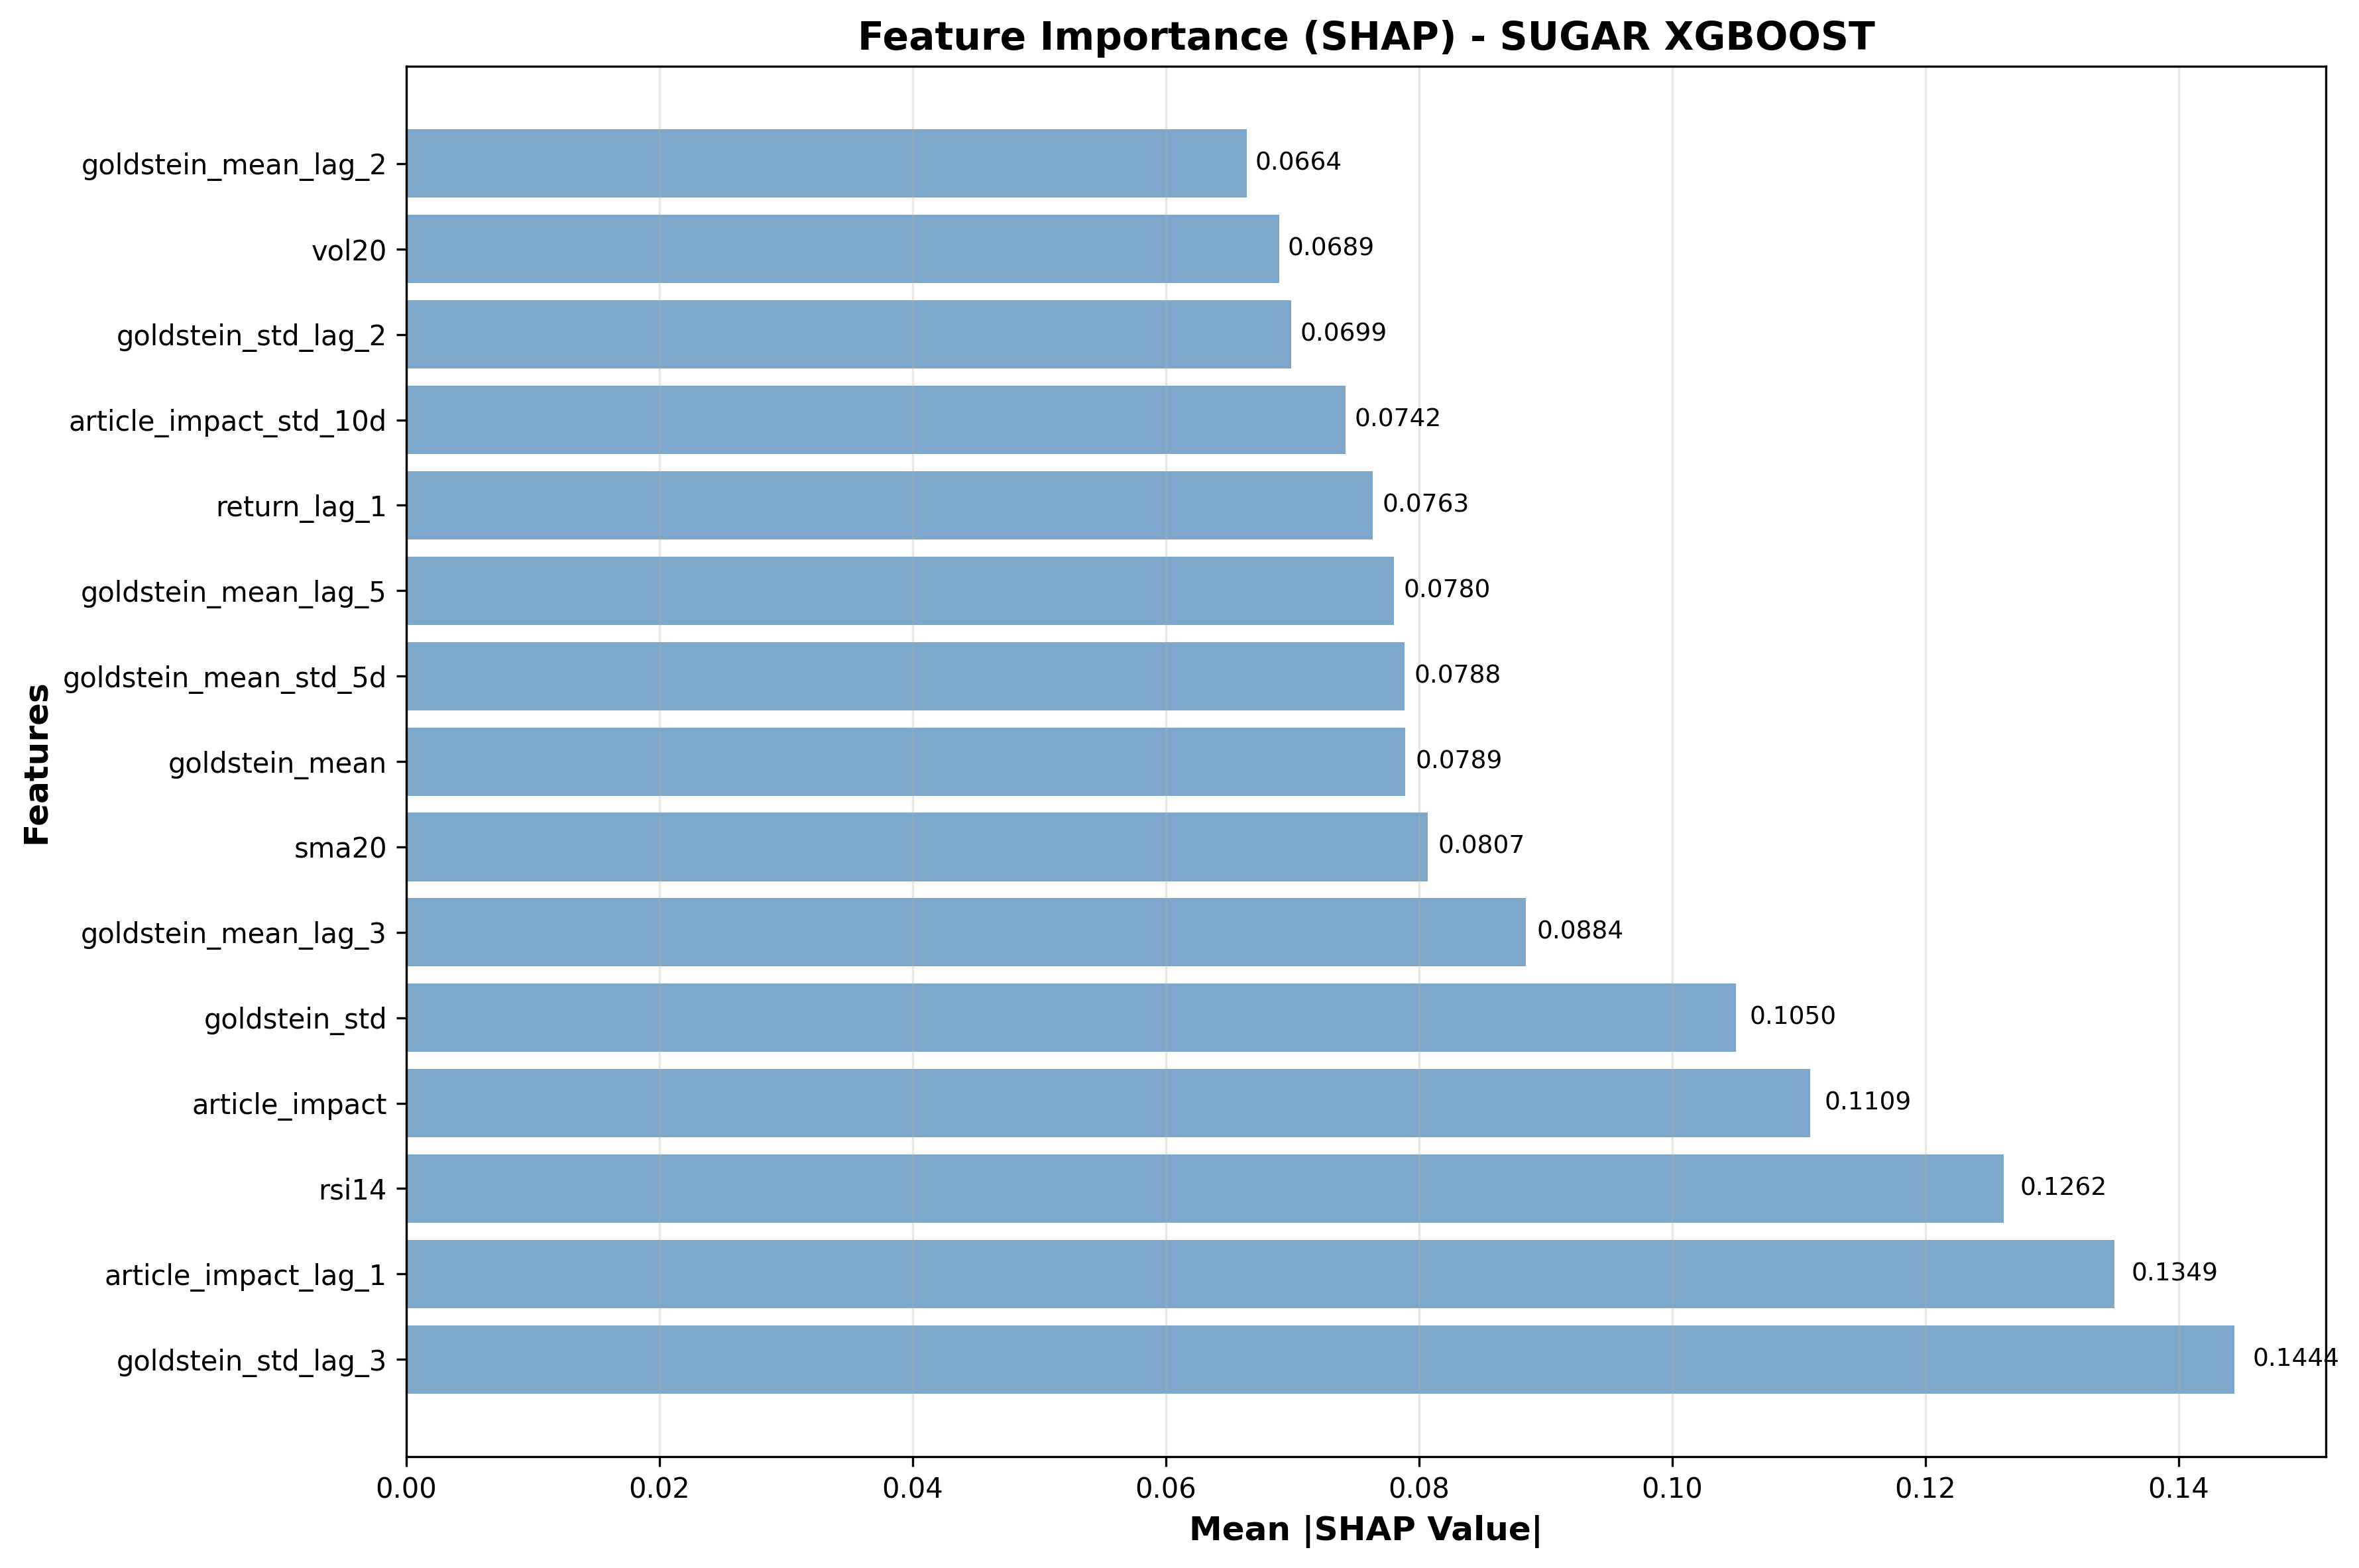 Feature Importance (SHAP) - SUGAR XGBOOST
Features
goldstein_mean_lag_2 0.0664
vol20 0.0689
goldstein_std_lag_2 0.0699
article_impact_std_10d 0.0742
return_lag_1 0.0763
goldstein_mean_lag_5 0.0780
goldstein_mean_std_5d 0.0788
goldstein_mean 0.0789
sma20 0.0807
goldstein_mean_lag_3 0.0884
goldstein_std 0.1050
article_impact 0.1109
rsi14 0.1262
article_impact_lag_1 0.1349
goldstein_std_lag_3 0.1444
0.00 0.02 0.04 0.06 0.08 0.10 0.12 0.14
Mean |SHAP Value|